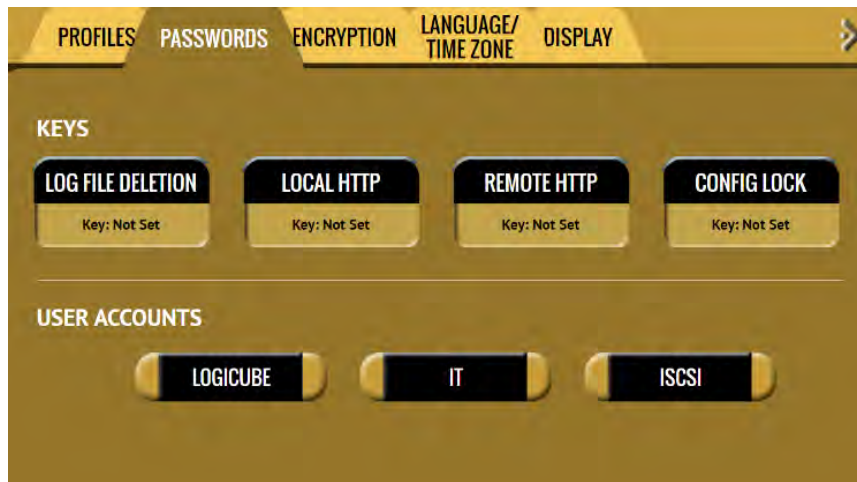 PROFILES PASSWORDS ENCRYPTION LANGUAGE/ DISPLAY
TIME ZONE
KEYS
LOG FILE DELETION LOCAL HTTP REMOTE HTTP CONFIG LOCK
Key: Not Set Key: Not Set Key: Not Set Key: Not Set
USER ACCOUNTS
LOGICUBE IT ISCSI